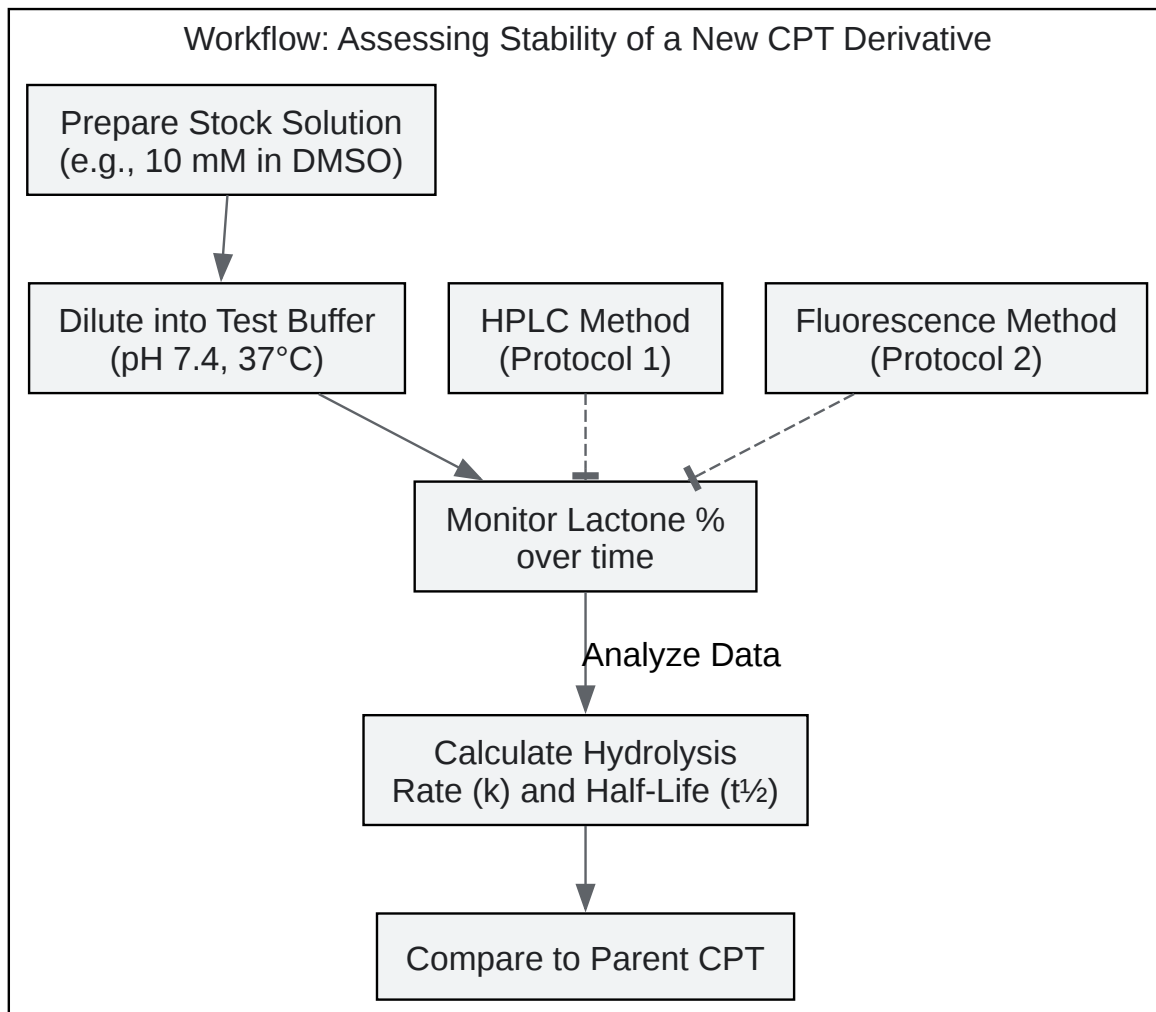 Workflow: Assessing Stability of a New CPT Derivative
Prepare Stock Solution
(e.g., 10 mM in DMSO)
Dilute into Test Buffer
(pH 7.4, 37°C)
HPLC Method
(Protocol 1)
Fluorescence Method
(Protocol 2)
Monitor Lactone %
over time
Analyze Data
Calculate Hydrolysis
Rate (k) and Half-Life (t½)
Compare to Parent CPT